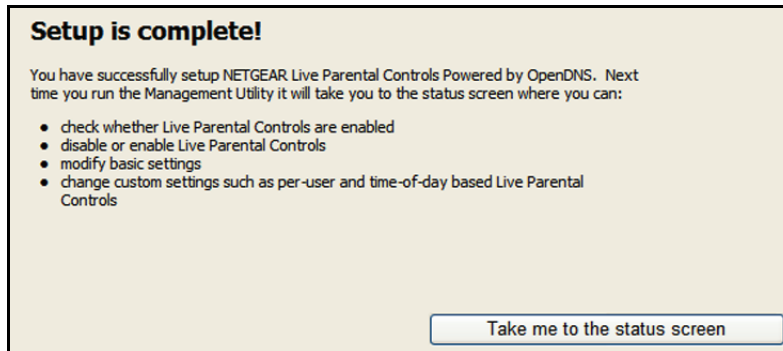 Setup is complete!
You have successfully setup NETGEAR Live Parental Controls Powered by OpenDNS. Next
time you run the Management Utility it will take you to the status screen where you can:
• check whether Live Parental Controls are enabled
• disable or enable Live Parental Controls
• modify basic settings
• change custom settings such as per-user and time-of-day based Live Parental
Controls
Take me to the status screen